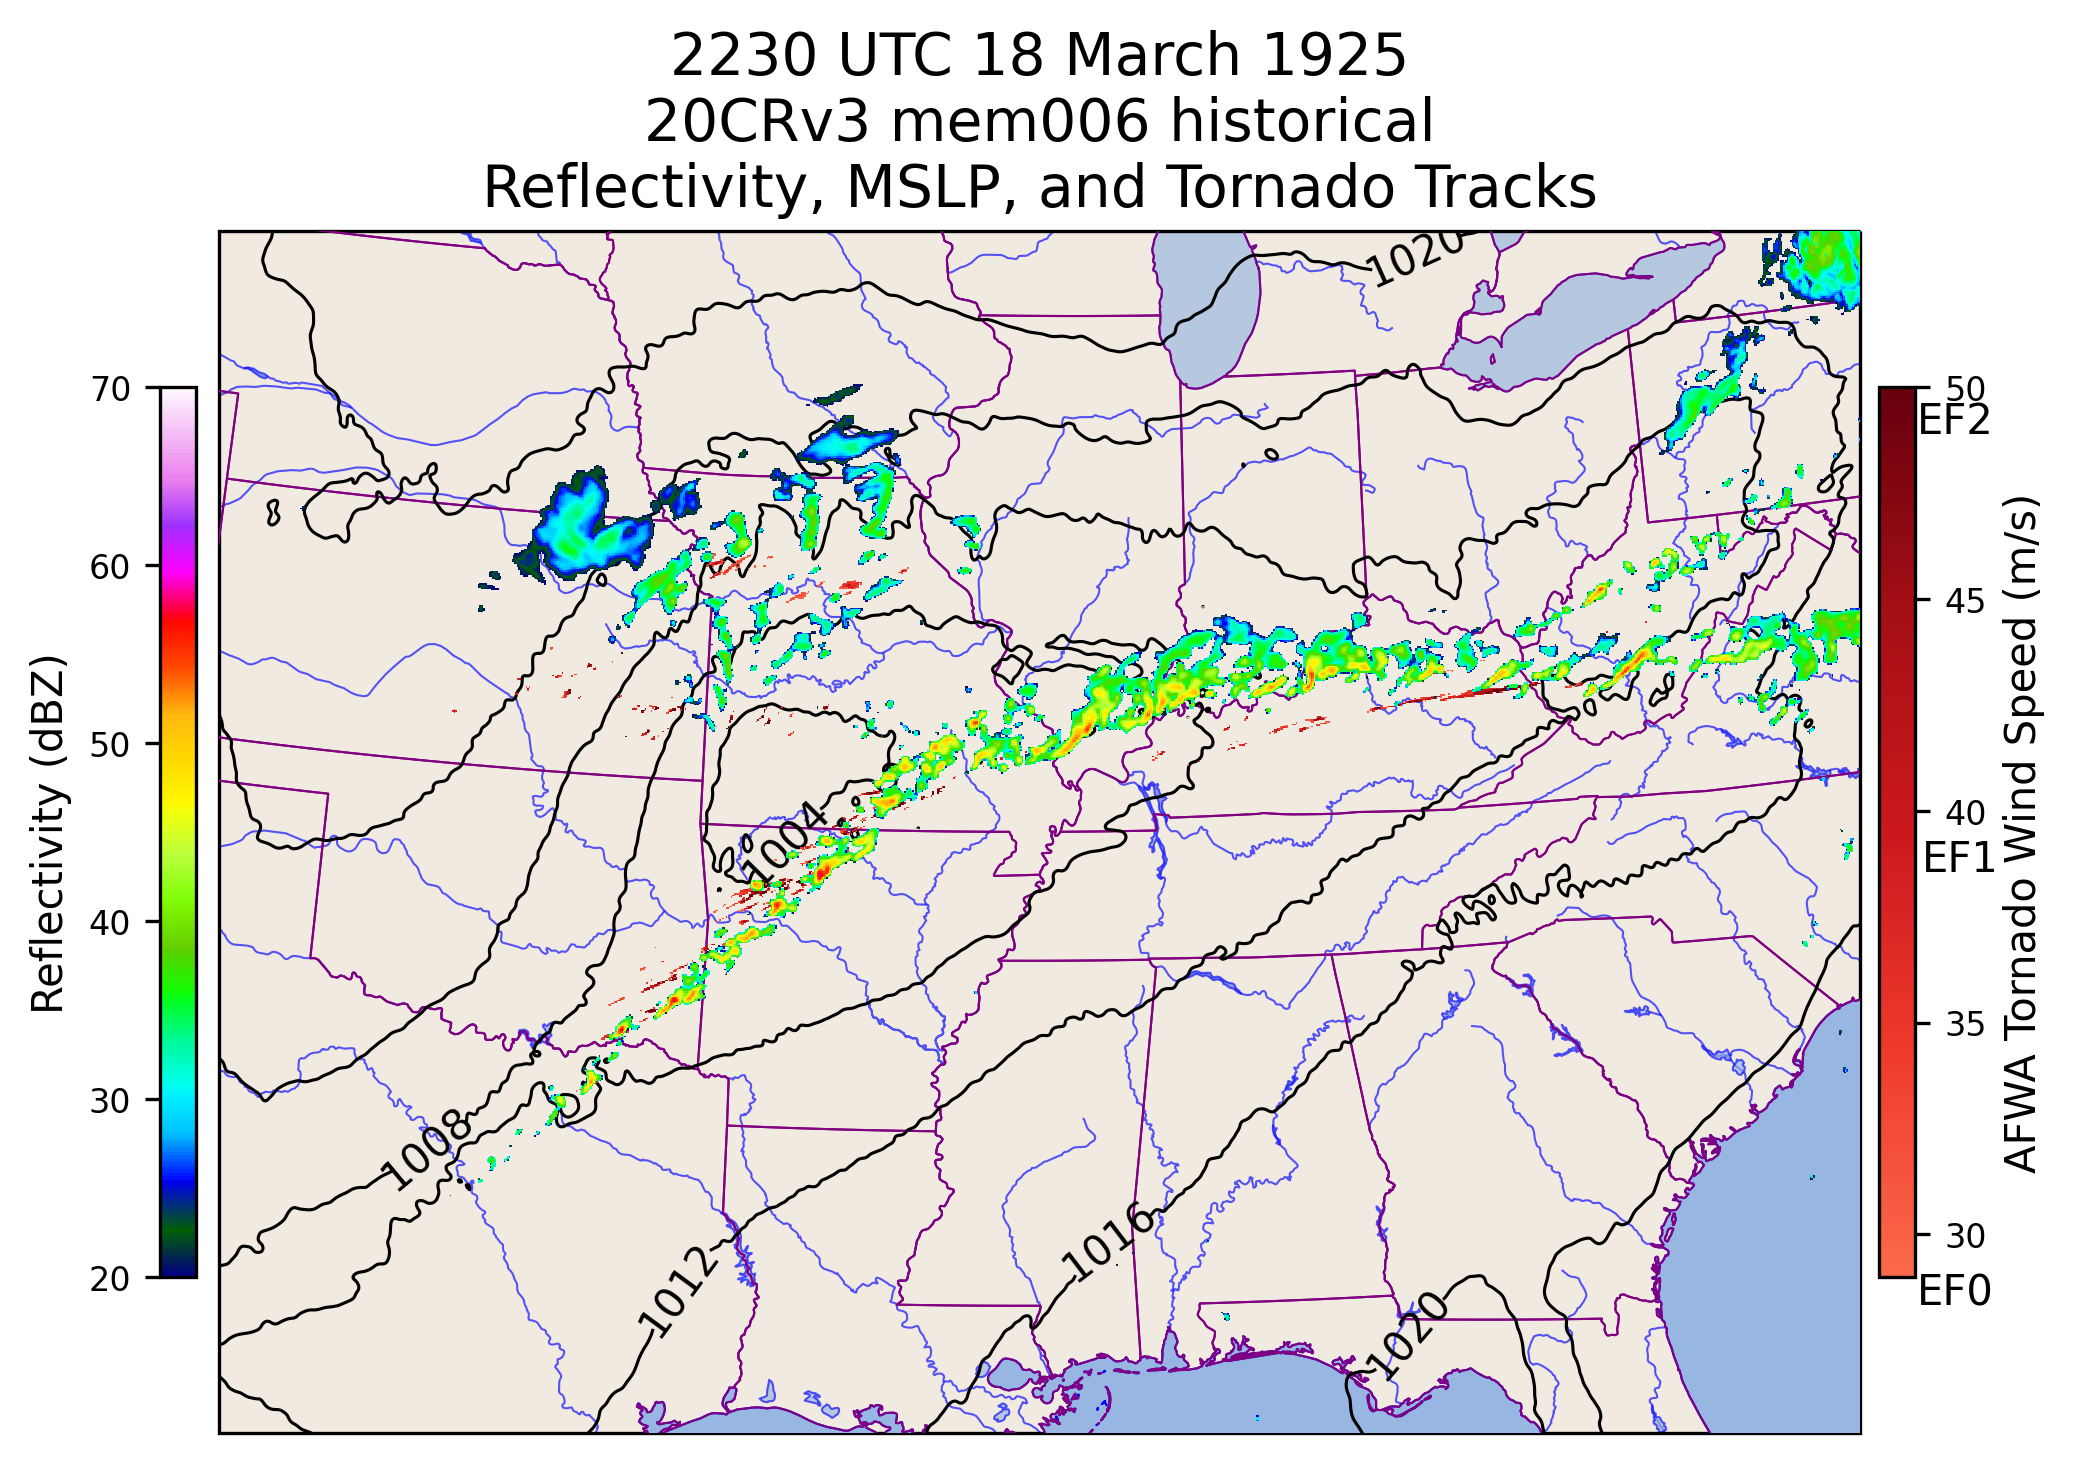 2230 UTC 18 March 1925
20CRv3 mem006 historical
Reflectivity, MSLP, and Tornado Tracks
1020
1004
1008
1012
1016
1020
70
60
50
40
30
20
Reflectivity (dBZ)
50
EF2
45
40
EF1
35
30
EF0
AFWA Tornado Wind Speed (m/s)